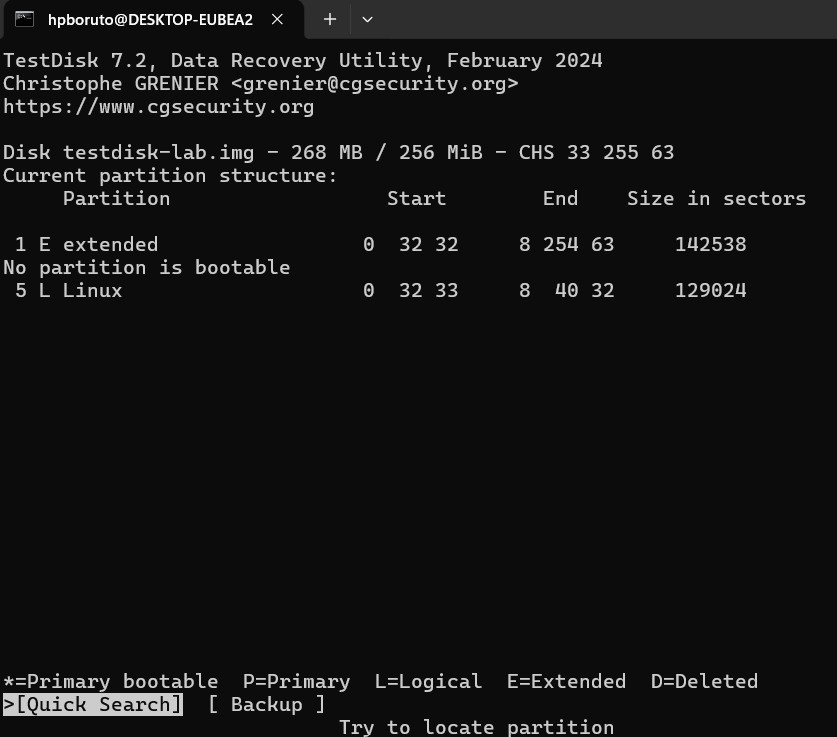 hpboruto@DESKTOP-EUBEA2
TestDisk 7.2, Data Recovery Utility, February 2024
Christophe GRENIER <grenier@cgsecurity.org>
https://www.cgsecurity.org
Disk testdisk-lab.img - 268 MB / 256 MiB - CHS 33 255 63
Current partition structure:
     Partition                  Start        End    Size in sectors
 1 E extended                 0  32 32     8 254 63     142538
No partition is bootable
 5 L Linux                    0  32 33     8  40 32     129024
*=Primary bootable  P=Primary  L=Logical  E=Extended  D=Deleted
>[Quick Search]  [ Backup ]
                            Try to locate partition